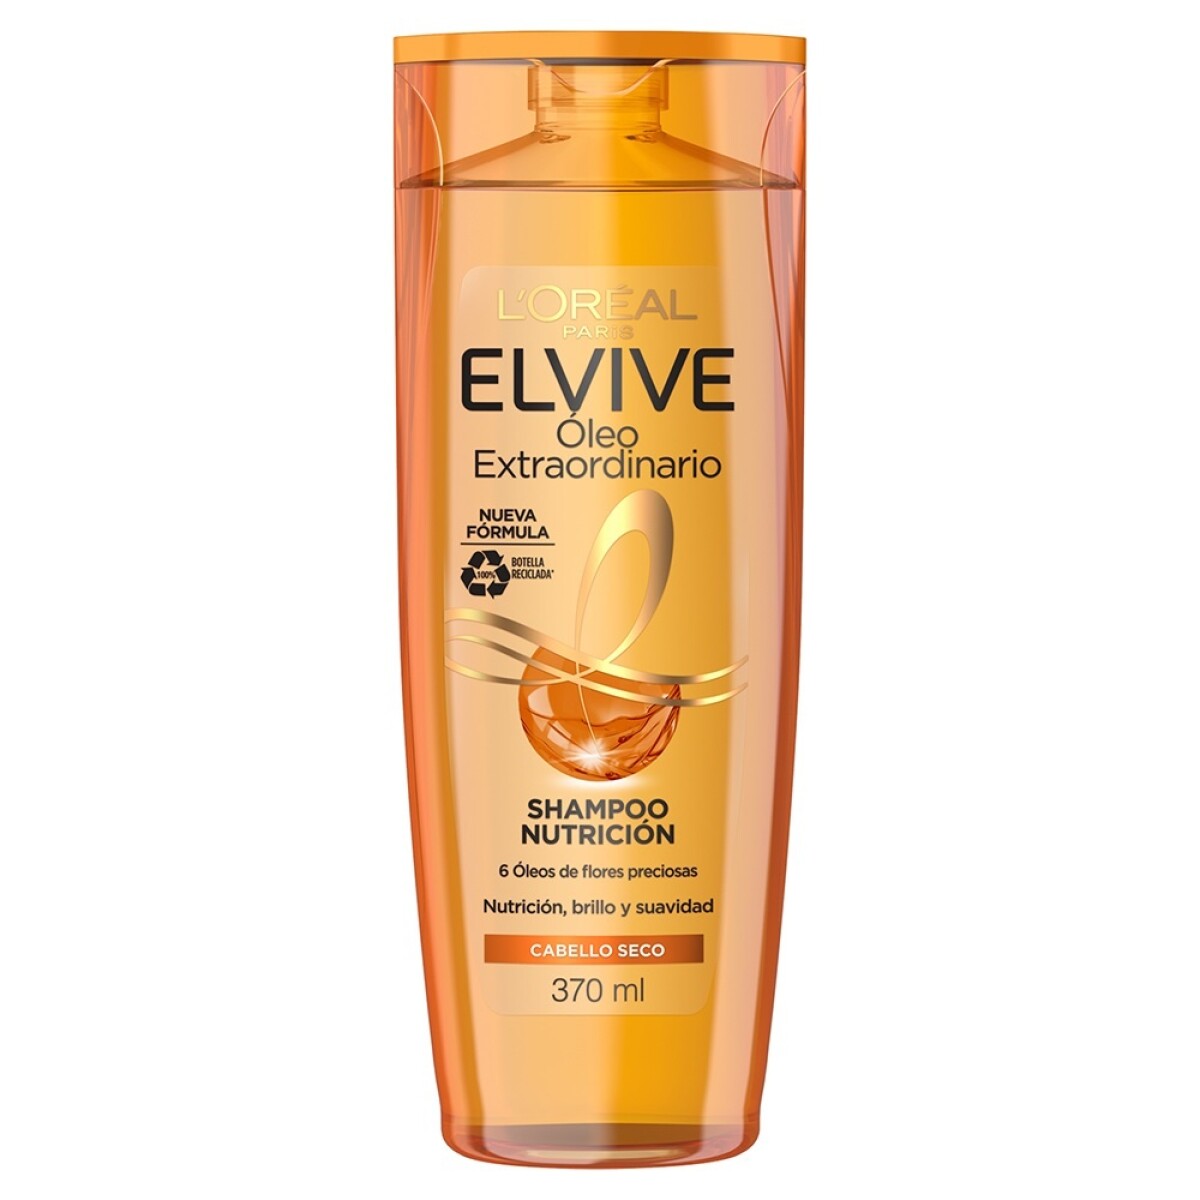 L'ORÉAL
PARIS
ELVIVE
Óleo
Extraordinario
NUEVA
FÓRMULA
100%
BOTELLA
RECICLADA*
SHAMPOO
NUTRICIÓN
6 Óleos de flores preciosas
Nutrición, brillo y suavidad
CABELLO SECO
370 ml